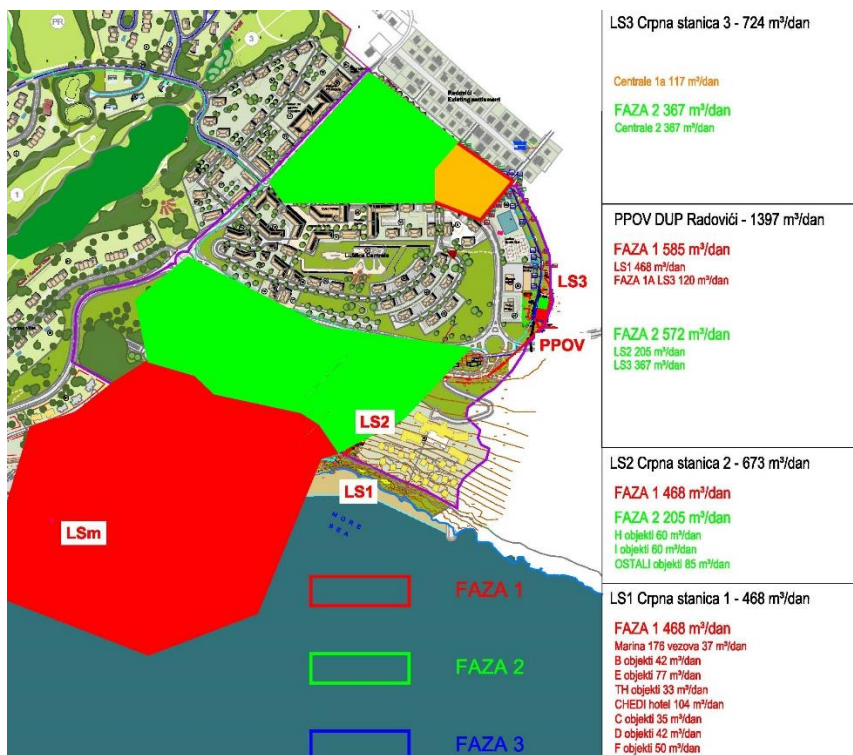 PR
3
1
Radovići
Existing settlement
Luštica Centrale
LS3
PPOV
LS2
LS1
LSm
MORE
SEA
FAZA 1
FAZA 2
FAZA 3
LS3 Crpna stanica 3 - 724 m³/dan
Centrale 1a 117 m³/dan
FAZA 2 367 m³/dan
Centrale 2 367 m³/dan
PPOV DUP Radovići - 1397 m³/dan
FAZA 1 585 m³/dan
LS1 468 m³/dan
FAZA 1A LS3 120 m³/dan
FAZA 2 572 m³/dan
LS2 205 m³/dan
LS3 367 m³/dan
LS2 Crpna stanica 2 - 673 m³/dan
FAZA 1 468 m³/dan
FAZA 2 205 m³/dan
H objekti 60 m³/dan
I objekti 60 m³/dan
OSTALI objekti 85 m³/dan
LS1 Crpna stanica 1 - 468 m³/dan
FAZA 1 468 m³/dan
Marina 176 vezova 37 m³/dan
B objekti 42 m³/dan
E objekti 77 m³/dan
TH objekti 33 m³/dan
CHEDI hotel 104 m³/dan
C objekti 35 m³/dan
D objekti 42 m³/dan
F objekti 50 m³/dan